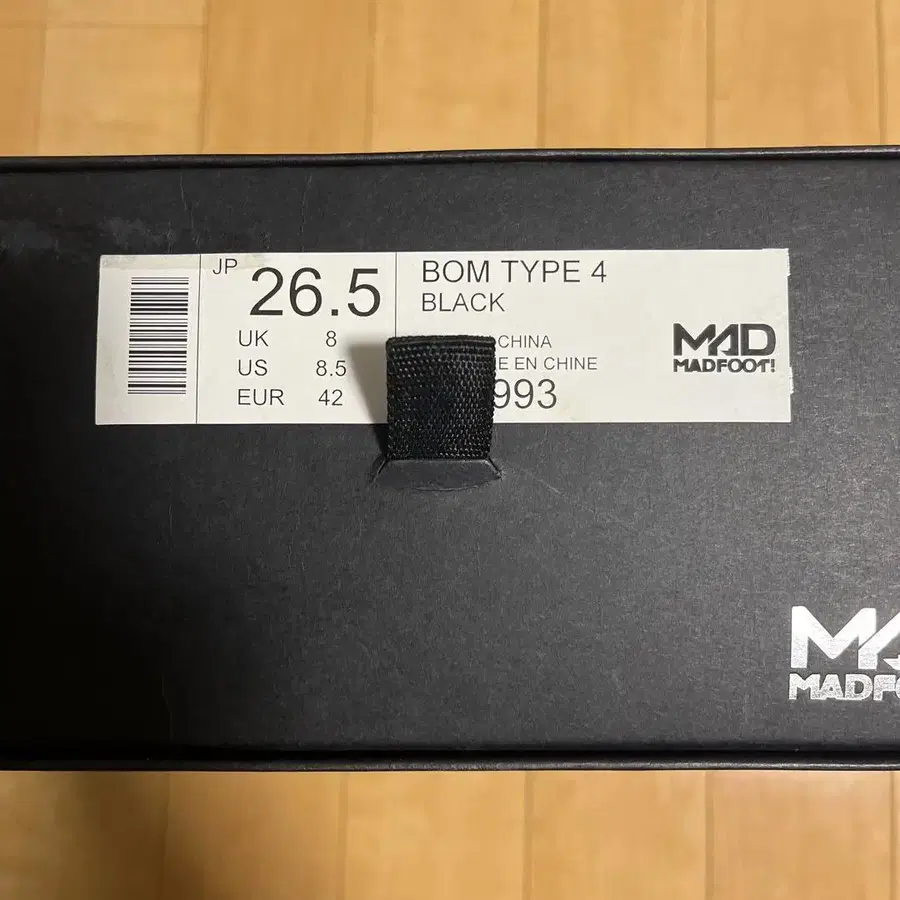 JP 26.5
UK 8
US 8.5
EUR 42
BOM TYPE 4
BLACK
CHINA
EN CHINE
993
MAD
MADFOOT!